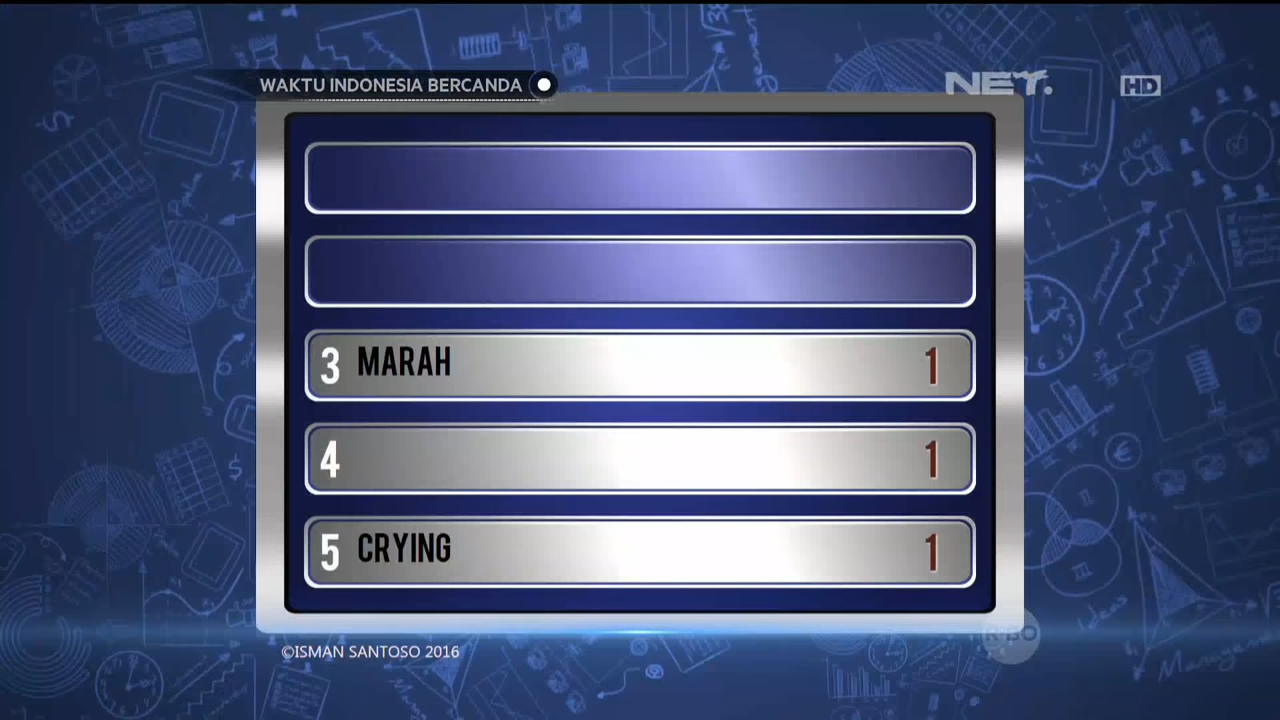 WAKTU INDONESIA BERCANDA
NET.
HD
3 MARAH 1
4 1
5 CRYING 1
©ISMAN SANTOSO 2016